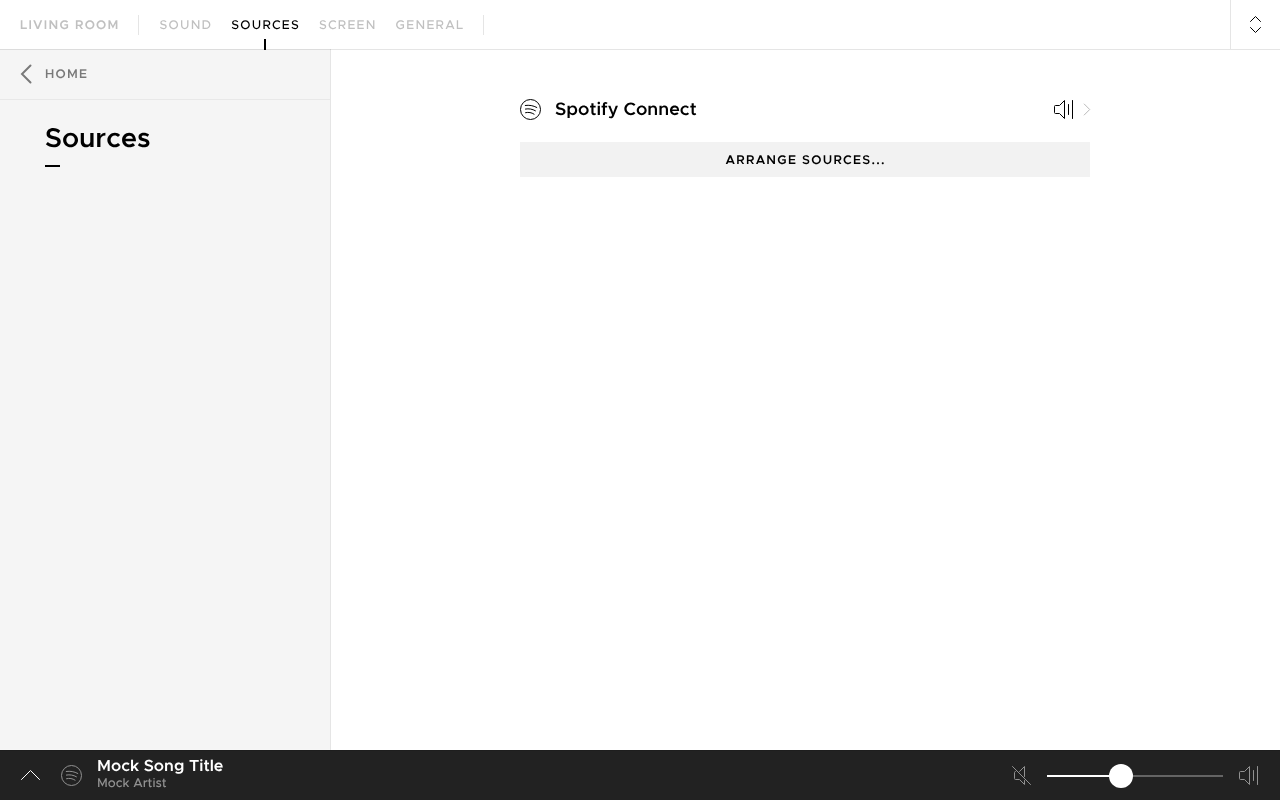 LIVING ROOM
SOUND
SOURCES
SCREEN
GENERAL
HOME
Sources
Spotify Connect
ARRANGE SOURCES...
Mock Song Title
Mock Artist